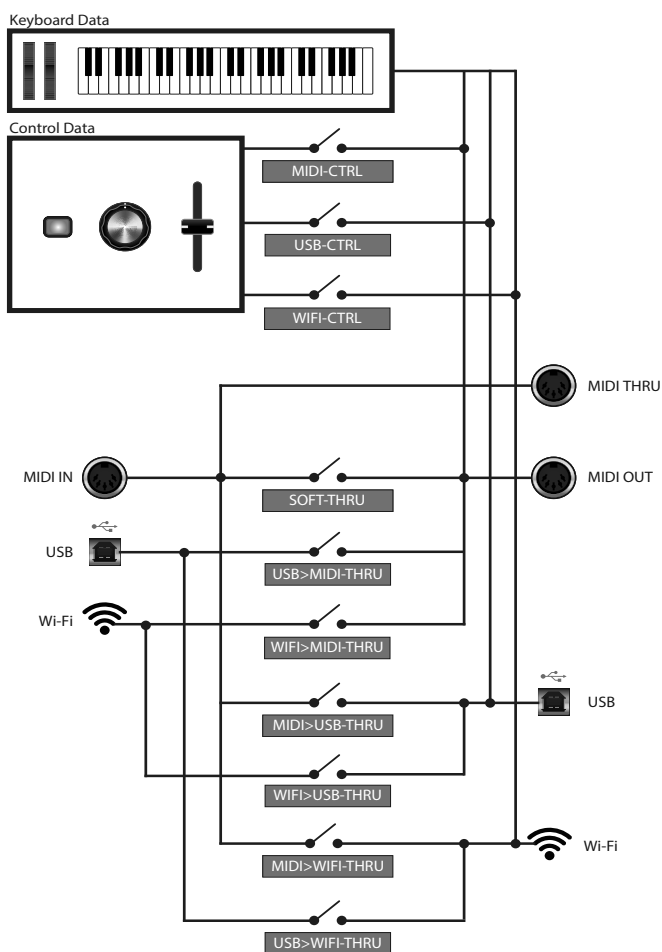 Keyboard Data
Control Data
MIDI-CTRL
USB-CTRL
WIFI-CTRL
MIDI THRU
MIDI IN
SOFT-THRU
MIDI OUT
USB
USB>MIDI-THRU
Wi-Fi
WIFI>MIDI-THRU
MIDI>USB-THRU
USB
WIFI>USB-THRU
MIDI>WIFI-THRU
Wi-Fi
USB>WIFI-THRU